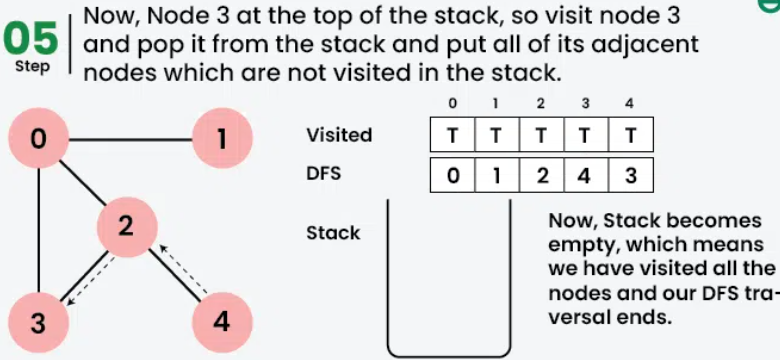 05
Step
Now, Node 3 at the top of the stack, so visit node 3
and pop it from the stack and put all of its adjacent
nodes which are not visited in the stack.
0
1
2
3
4
0 1 2 3 4
Visited T T T T T
DFS 0 1 2 4 3
Stack
Now, Stack becomes
empty, which means
we have visited all the
nodes and our DFS tra-
versal ends.